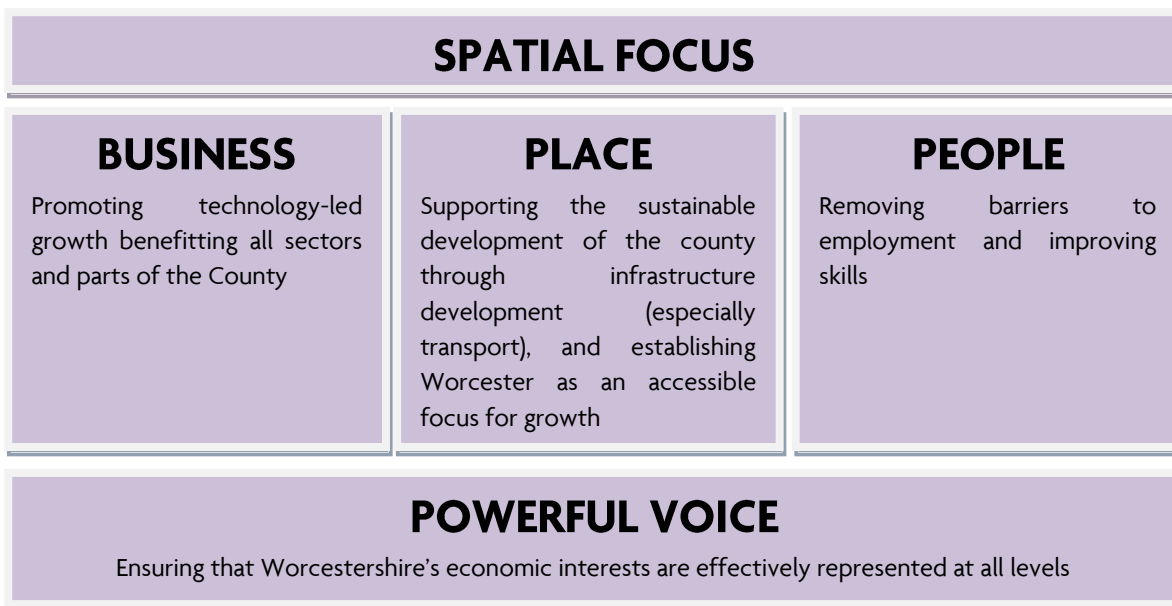 SPATIAL FOCUS
BUSINESS
Promoting technology-led
growth benefitting all sectors
and parts of the County
PLACE
Supporting the sustainable
development of the county
through infrastructure
development (especially
transport), and establishing
Worcester as an accessible
focus for growth
PEOPLE
Removing barriers to
employment and improving
skills
POWERFUL VOICE
Ensuring that Worcestershire’s economic interests are effectively represented at all levels